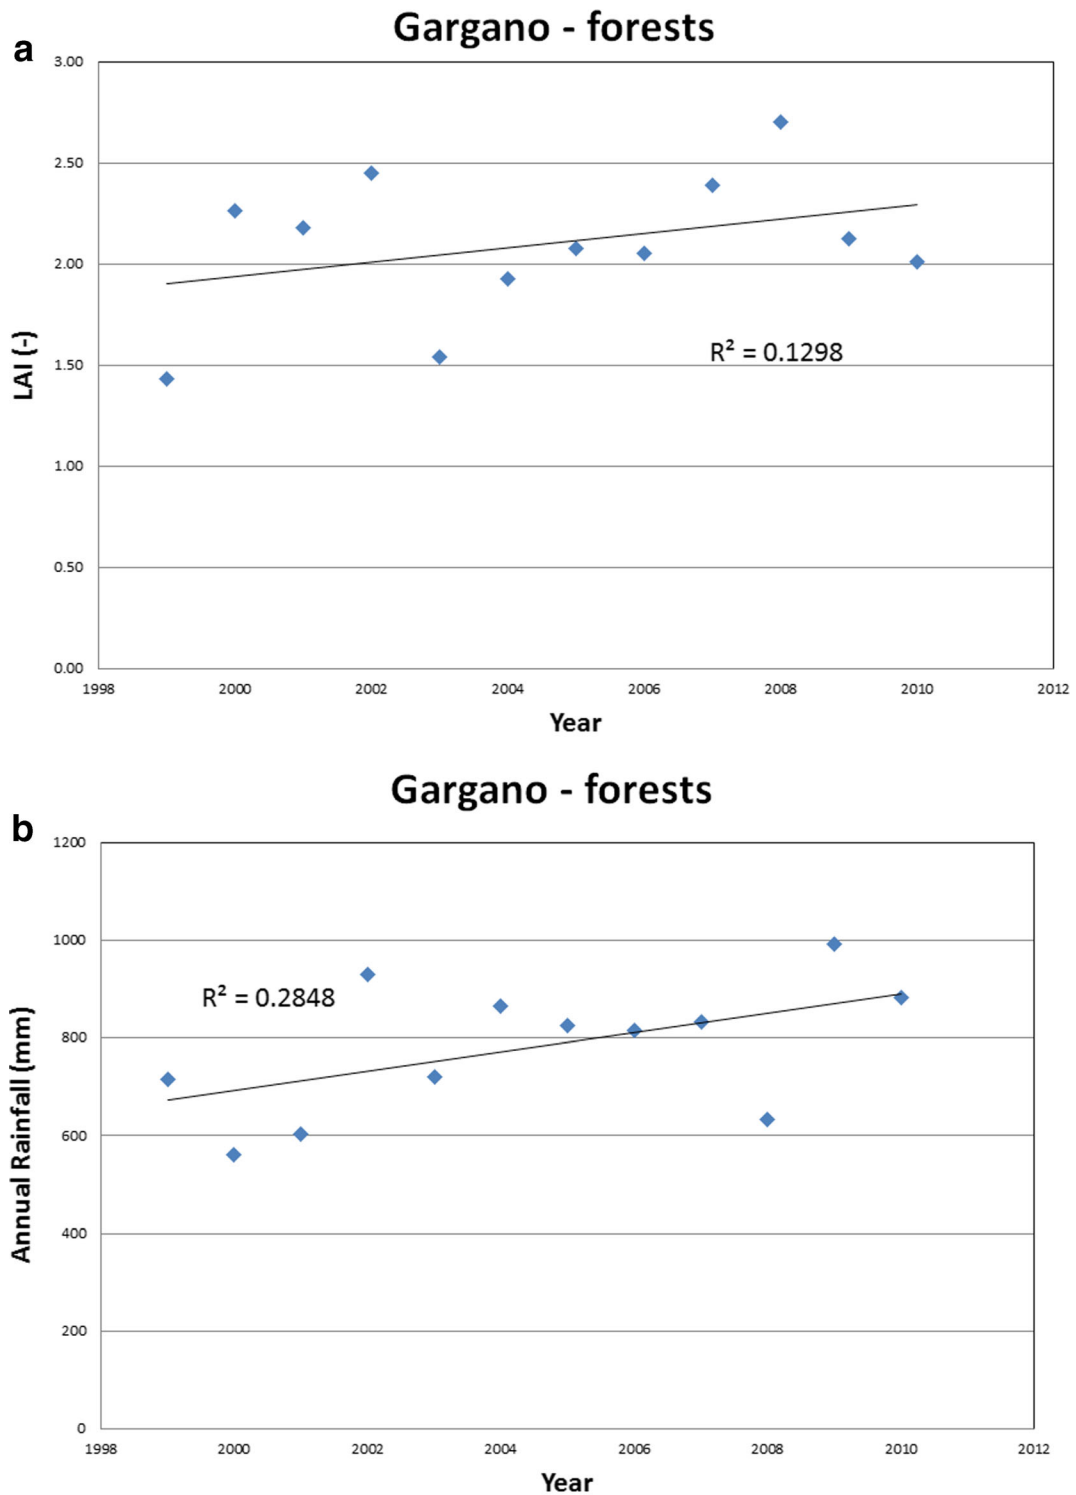 Gargano - forests
a
3.00
2.50
2.00
1.50
1.00
0.50
0.00
LAI (-)
R² = 0.1298
1998 2000 2002 2004 2006 2008 2010 2012
Year
Gargano - forests
b
1200
1000
800
600
400
200
0
Annual Rainfall (mm)
R² = 0.2848
1998 2000 2002 2004 2006 2008 2010 2012
Year